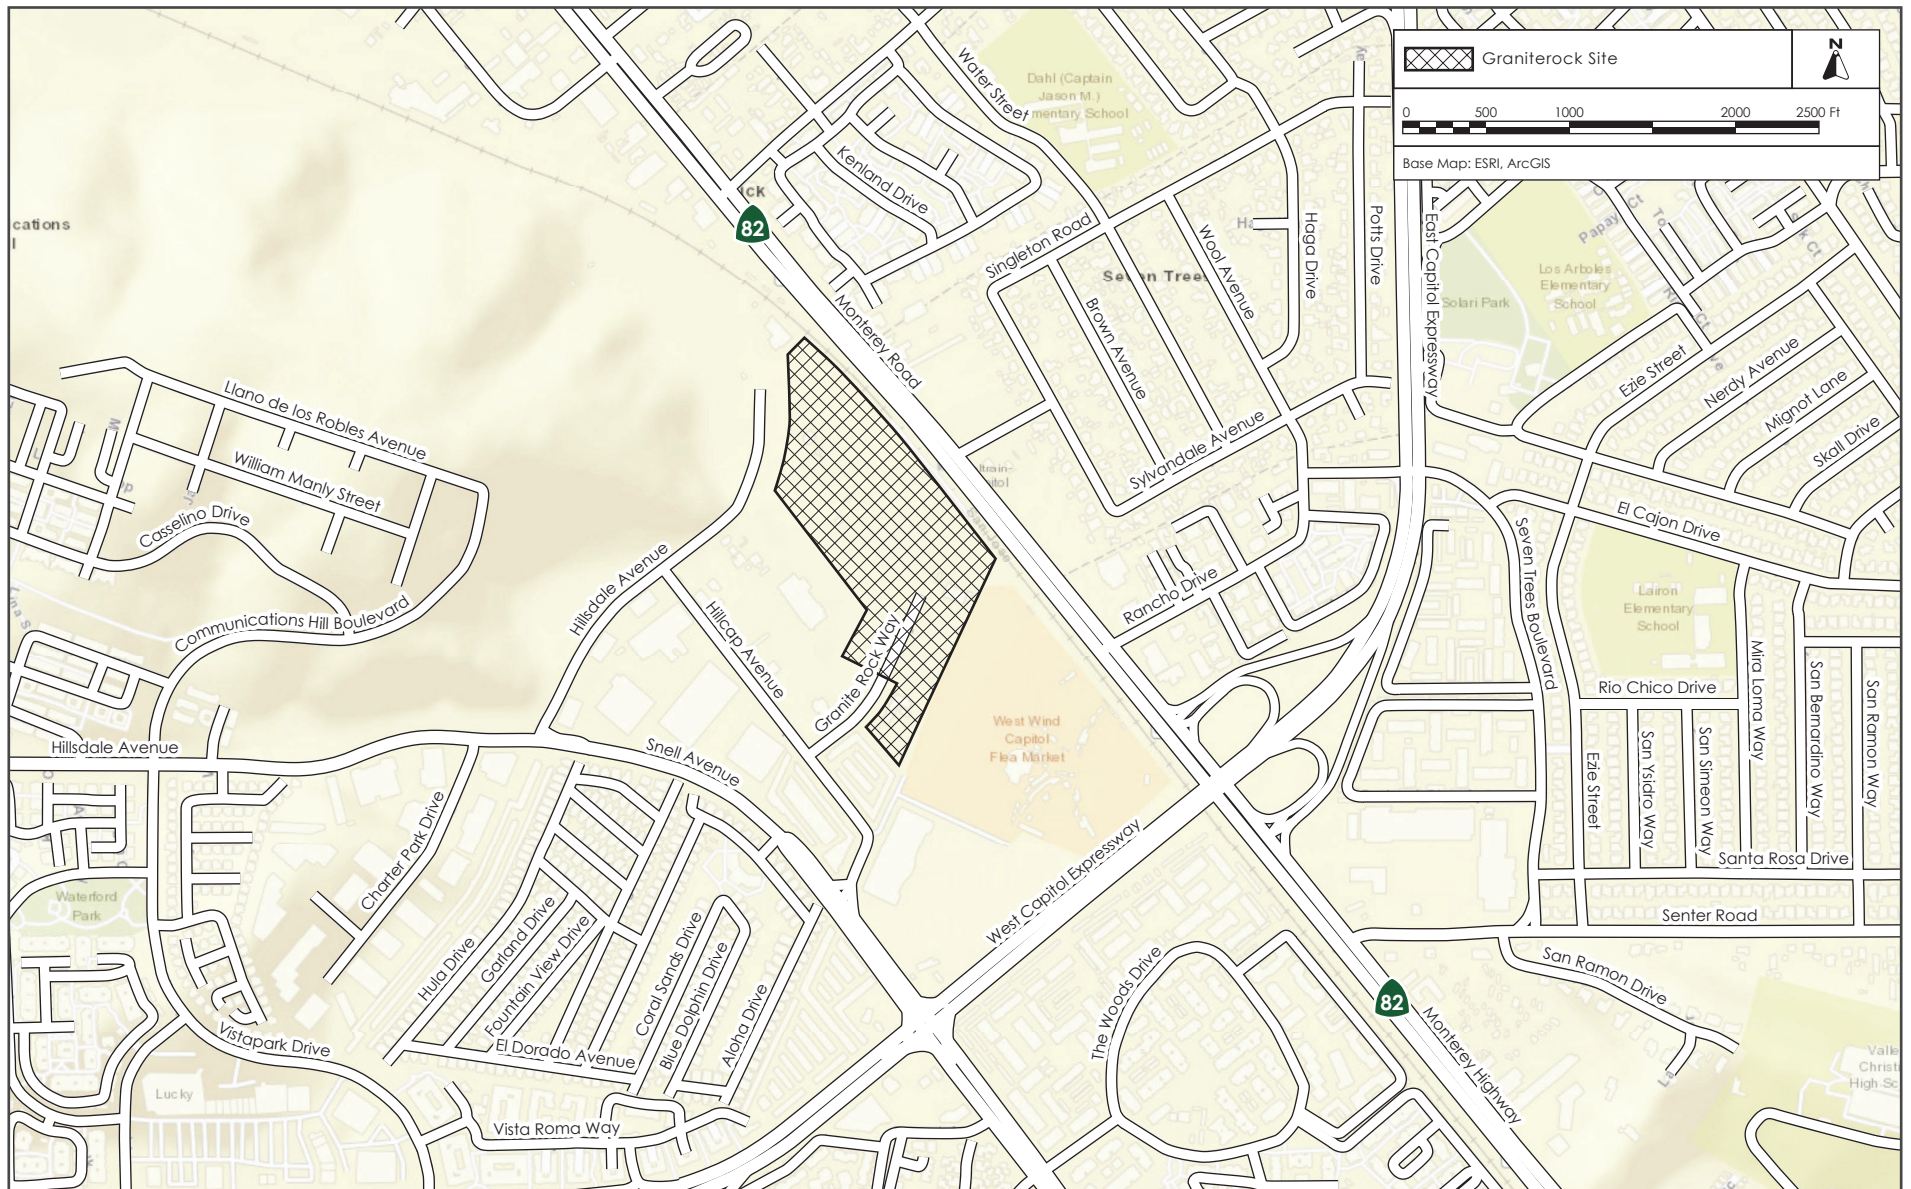 Graniterock Site
N
0 500 1000 2000 2500 Ft
Base Map: ESRI, ArcGIS
Water Street
Dahl (Captain
Jason M.)
mentary School
Kenland Drive
82
Singleton Road
Wool Avenue
Haga Drive
Potts Drive
East Capitol Expressway
Papaya Ct
Los Arboles
Elementary
School
Solari Park
Monterey Road
Brown Avenue
Sylvandale Avenue
Ezie Street
Nerdy Avenue
Mignot Lane
Skall Drive
Llano de los Robles Avenue
William Manly Street
Casselino Drive
Communications Hill Boulevard
Hillsdale Avenue
Hillcap Avenue
Granite Rock Way
Rancho Drive
Seven Trees Boulevard
El Cajon Drive
Lairon
Elementary
School
Rio Chico Drive
Mira Loma Way
San Bernardino Way
San Ramon Way
Ezie Street
San Ysidro Way
San Simeon Way
Santa Rosa Drive
Senter Road
San Ramon Drive
West Wind
Capitol
Flea Market
Hillsdale Avenue
Snell Avenue
Charter Park Drive
West Capitol Expressway
Waterford
Park
Hula Drive
Garland Drive
Fountain View Drive
Coral Sands Drive
Blue Dolphin Drive
Aloha Drive
El Dorado Avenue
Vistapark Drive
Lucky
Vista Roma Way
The Woods Drive
82
Monterey Highway